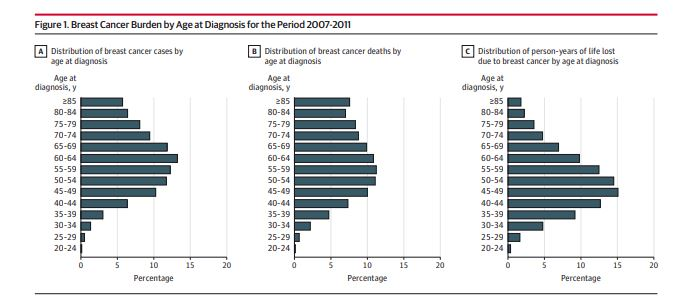 Figure 1. Breast Cancer Burden by Age at Diagnosis for the Period 2007-2011
A Distribution of breast cancer cases by
age at diagnosis
Age at
diagnosis, y
≥85
80-84
75-79
70-74
65-69
60-64
55-59
50-54
45-49
40-44
35-39
30-34
25-29
20-24
0 5 10 15 20
Percentage
B Distribution of breast cancer deaths by
age at diagnosis
Age at
diagnosis, y
≥85
80-84
75-79
70-74
65-69
60-64
55-59
50-54
45-49
40-44
35-39
30-34
25-29
20-24
0 5 10 15 20
Percentage
C Distribution of person-years of life lost
due to breast cancer by age at diagnosis
Age at
diagnosis, y
≥85
80-84
75-79
70-74
65-69
60-64
55-59
50-54
45-49
40-44
35-39
30-34
25-29
20-24
0 5 10 15 20
Percentage